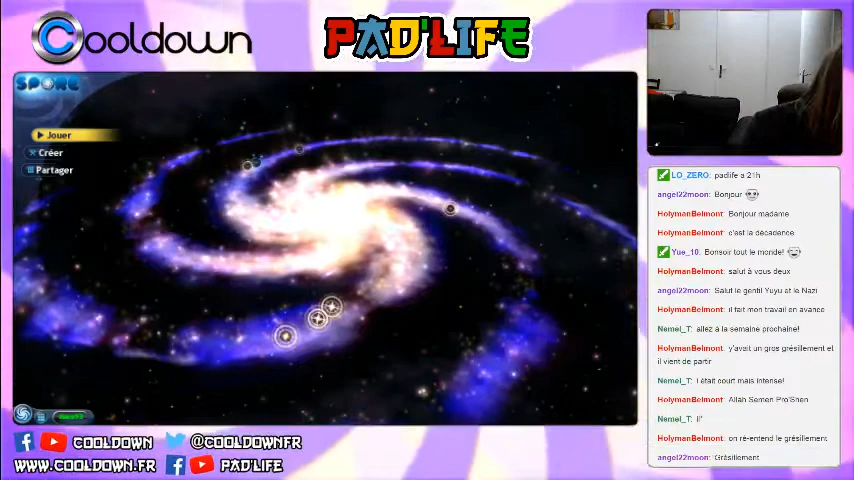 Cooldown
PAD'LIFE
SPORE
Jouer
Créer
Partager
LO_ZERO: padlife a 21h
angel22moon: Bonjour
HolymanBelmont: Bonjour madame
HolymanBelmont: c'est la décadence
Yue_10: Bonsoir tout le monde!
HolymanBelmont: salut à vous deux
angel22moon: Salut le gentil Yuyu et le Nazi
HolymanBelmont: il fait mon travail en avance
Nemel_T: allez à la semaine prochaine!
HolymanBelmont: y'avait un gros grésillement et
il vient de partir
Nemel_T: i était court mais intense!
HolymanBelmont: Allah Semen Pro'Shen
Nemel_T: il*
HolymanBelmont: on ré-entend le grésillement
angel22moon: Grésillement
COOLDOWN
@COOLDOWNFR
WWW.COOLDOWN.FR
PAD'LIFE